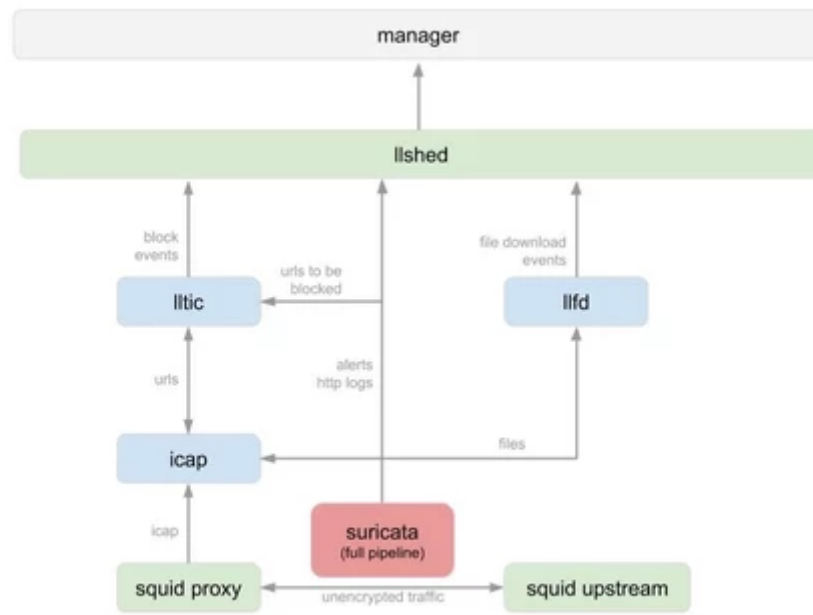 manager
llshed
block
events
file download
events
urls to be
blocked
lltic
llfd
alerts
http logs
urls
icap
files
icap
suricata
(full pipeline)
squid proxy
squid upstream
unencrypted traffic